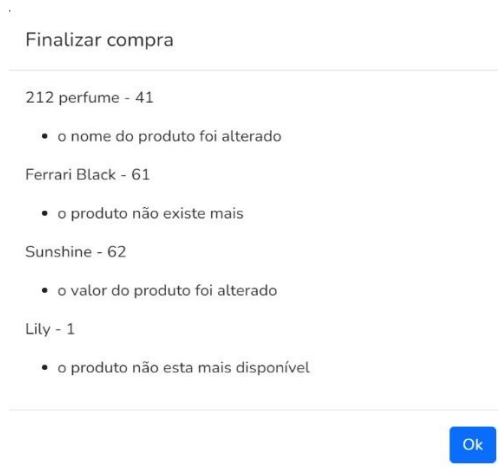 Finalizar compra
212 perfume - 41
• o nome do produto foi alterado
Ferrari Black - 61
• o produto não existe mais
Sunshine - 62
• o valor do produto foi alterado
Lily - 1
• o produto não esta mais disponível
Ok